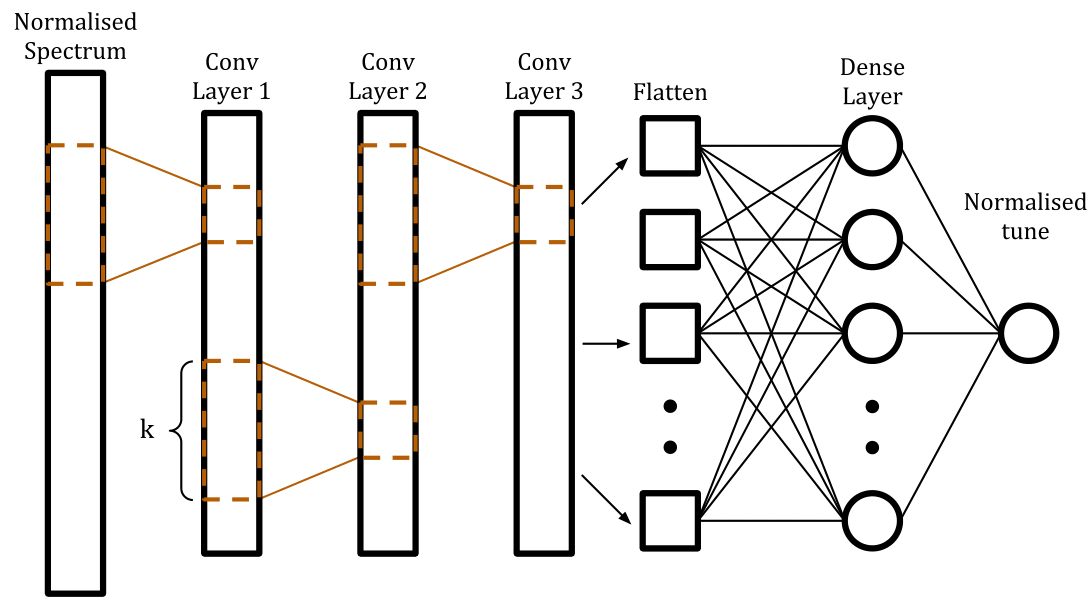 Normalised
Spectrum
Conv
Layer 1
Conv
Layer 2
Conv
Layer 3
Flatten
Dense
Layer
Normalised
tune
k